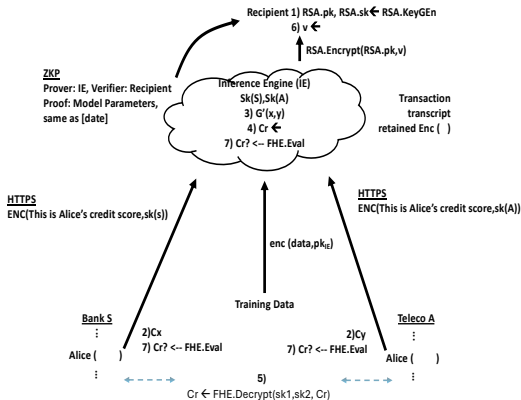 Recipient 1) RSA.pk, RSA.sk ← RSA.KeyGEn
6) v ←
RSA.Encrypt(RSA.pk,v)
ZKP
Prover: IE, Verifier: Recipient
Proof: Model Parameters,
same as [date]
Inference Engine (IE)
Sk(S),Sk(A)
3) G'(x,y)
4) Cr ←
7) Cr? <-- FHE.Eval
Transaction
transcript
retained Enc ( )
HTTPS
ENC(This is Alice's credit score,sk(s))
HTTPS
ENC(This is Alice's credit score,sk(A))
enc (data,pkIE)
Training Data
Bank S
⋮
Alice ( )
⋮
2)Cx
7) Cr? <-- FHE.Eval
Teleco A
⋮
2)Cy
7) Cr? <-- FHE.Eval
Alice ( )
⋮
5)
Cr ← FHE.Decrypt(sk1,sk2, Cr)